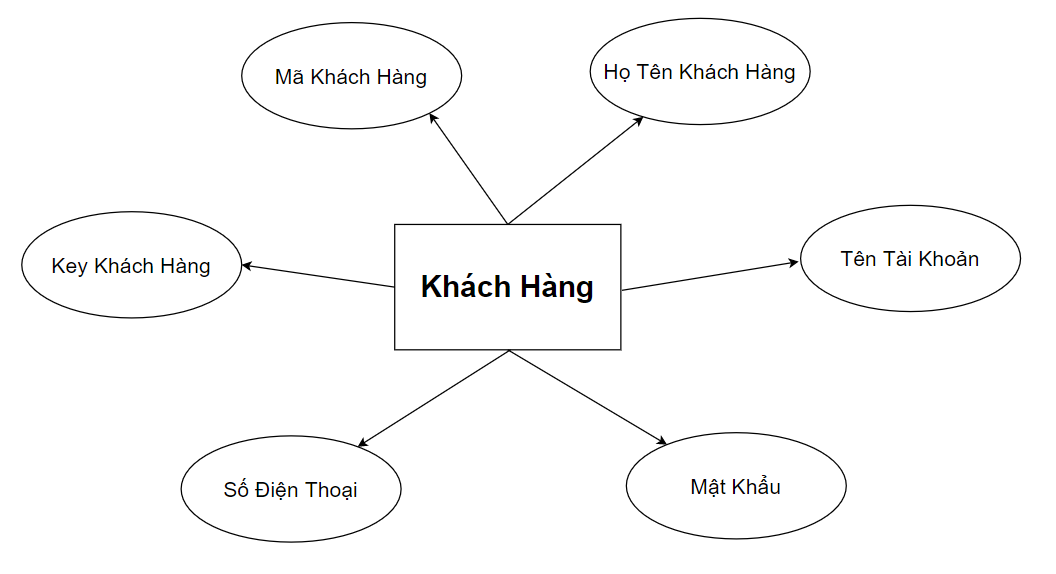 Mã Khách Hàng
Họ Tên Khách Hàng
Key Khách Hàng
Khách Hàng
Tên Tài Khoản
Số Điện Thoại
Mật Khẩu